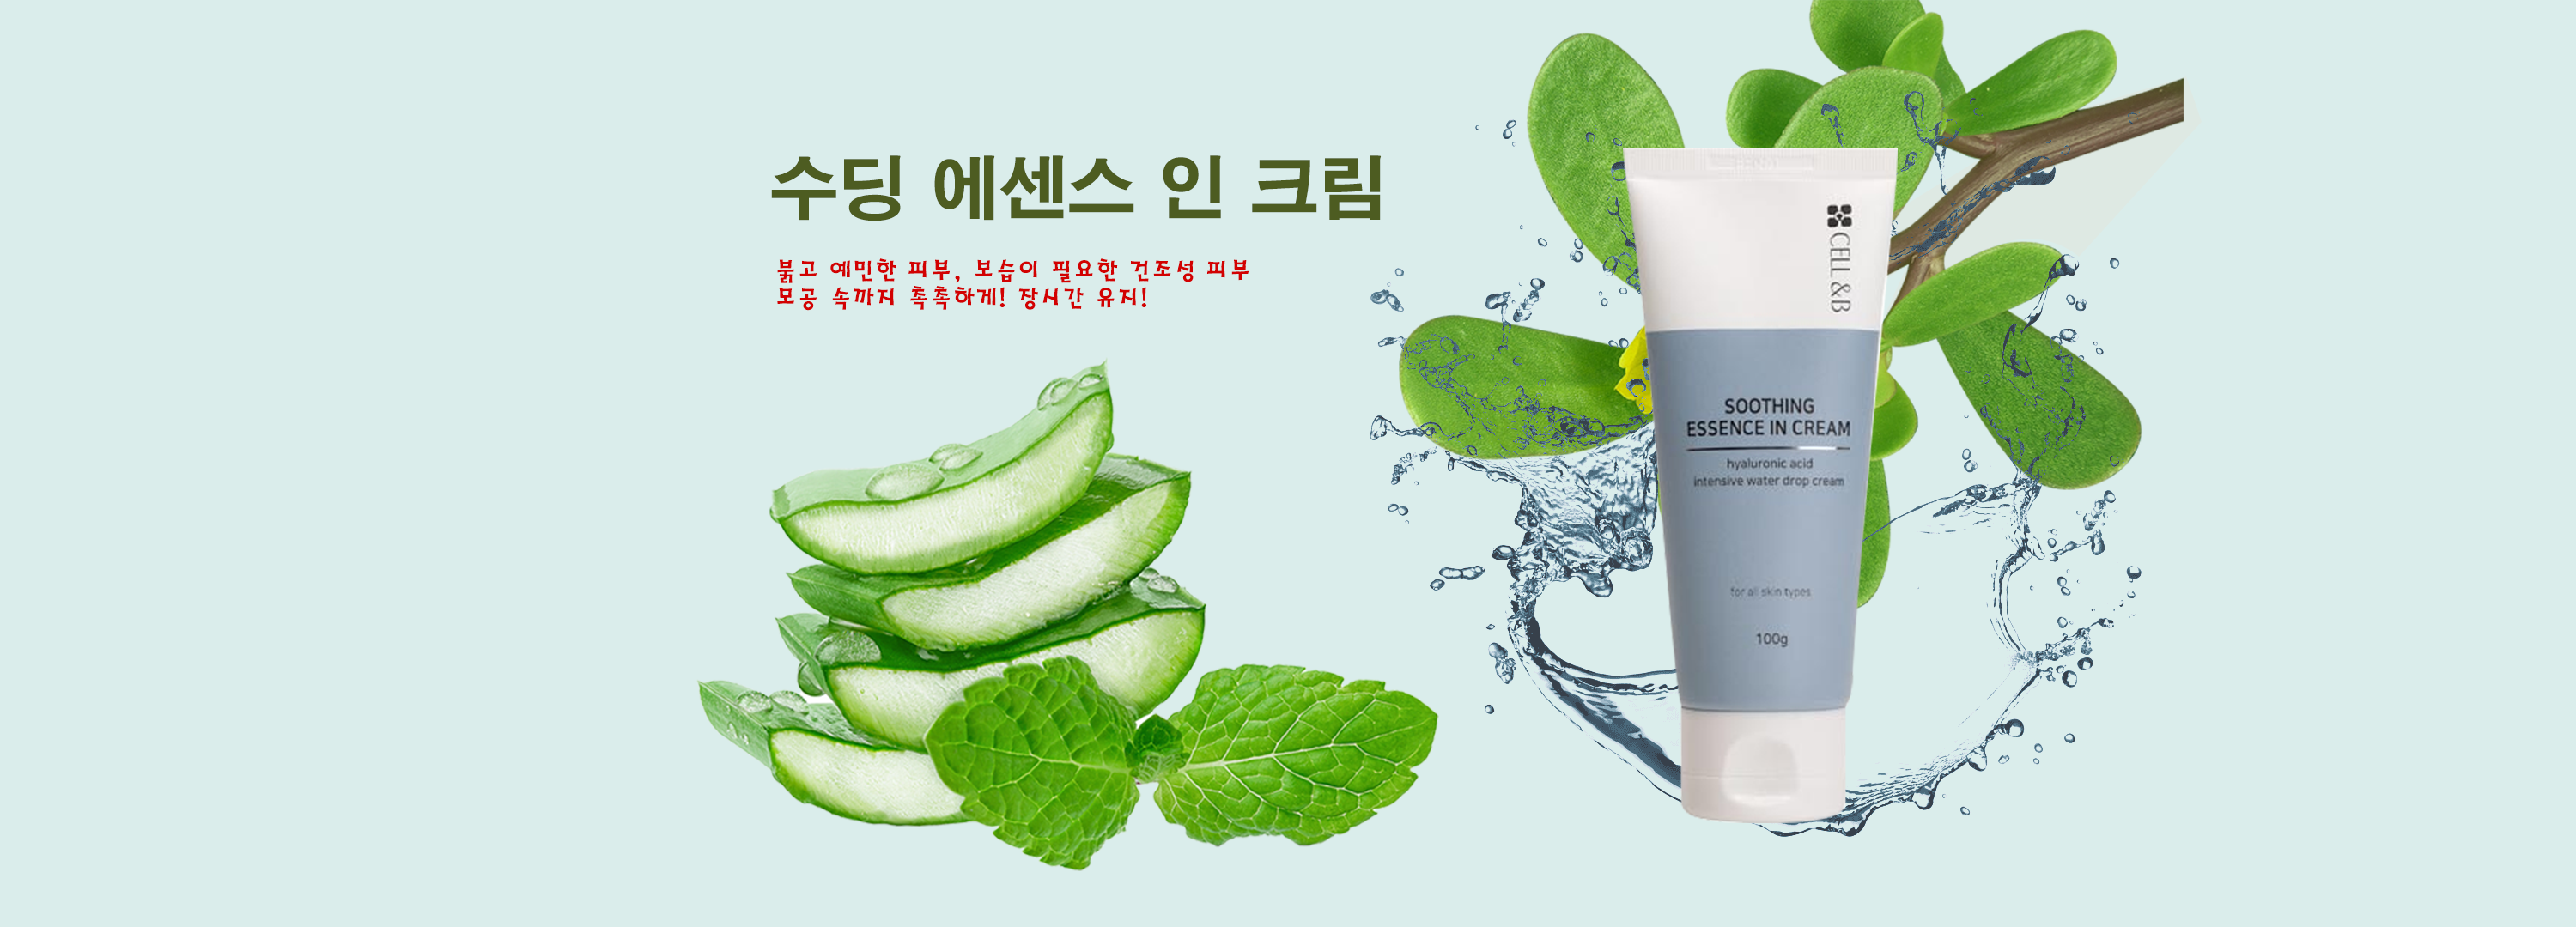 수딩 에센스 인 크림
붉고 예민한 피부, 보습이 필요한 건조성 피부
모공 속까지 촉촉하게! 장시간 유지!
CELL &B
SOOTHING
ESSENCE IN CREAM
hyaluronic acid
intensive water drop cream
for all skin types
100g